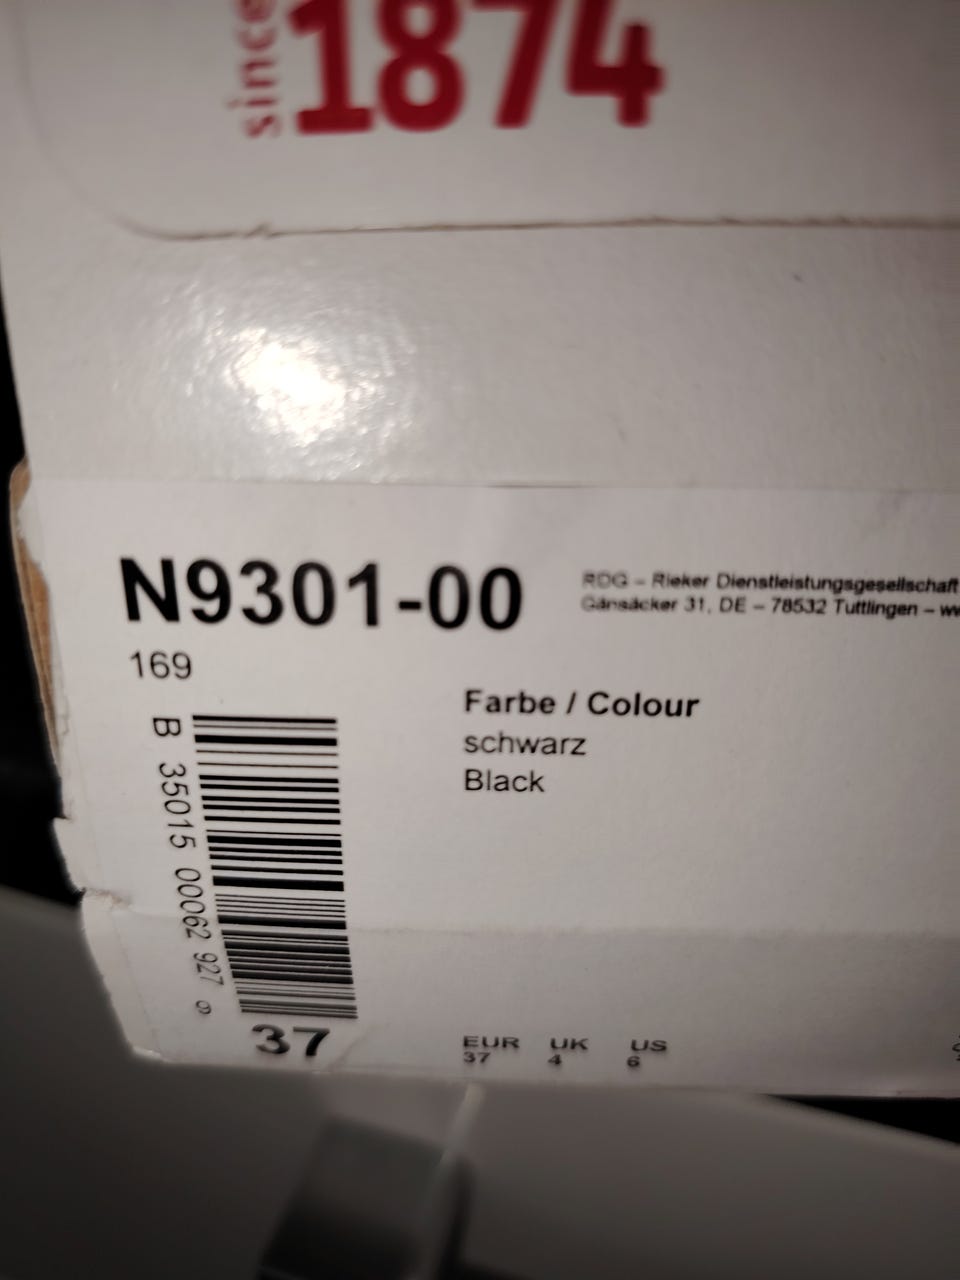 since
1874
N9301-00
RDG – Rieker Dienstleistungsgesellschaft
Gänsäcker 31, DE – 78532 Tuttlingen –
169
Farbe / Colour
schwarz
Black
B 35015 00062 927 9
37
EUR UK US
37 4 6